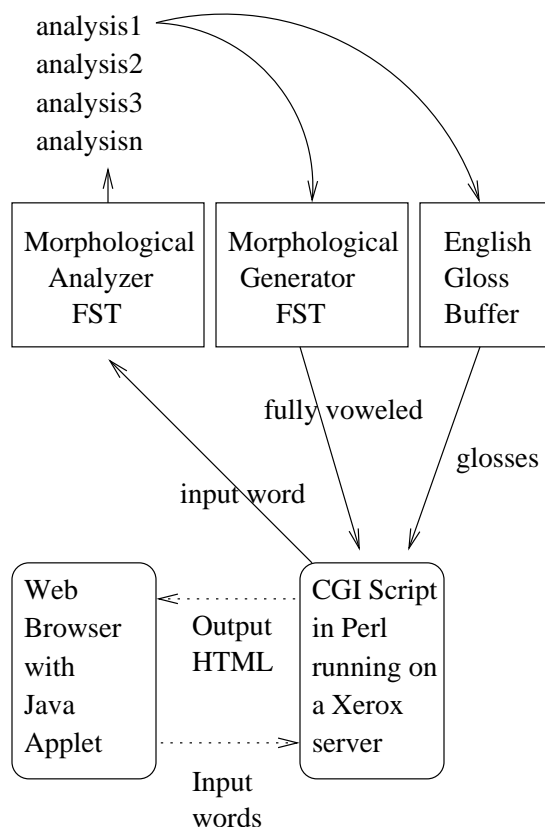 analysis1
analysis2
analysis3
analysisn
Morphological
Analyzer
FST
Morphological
Generator
FST
English
Gloss
Buffer
fully voweled
glosses
input word
Web
Browser
with
Java
Applet
Output
HTML
CGI Script
in Perl
running on
a Xerox
server
Input
words